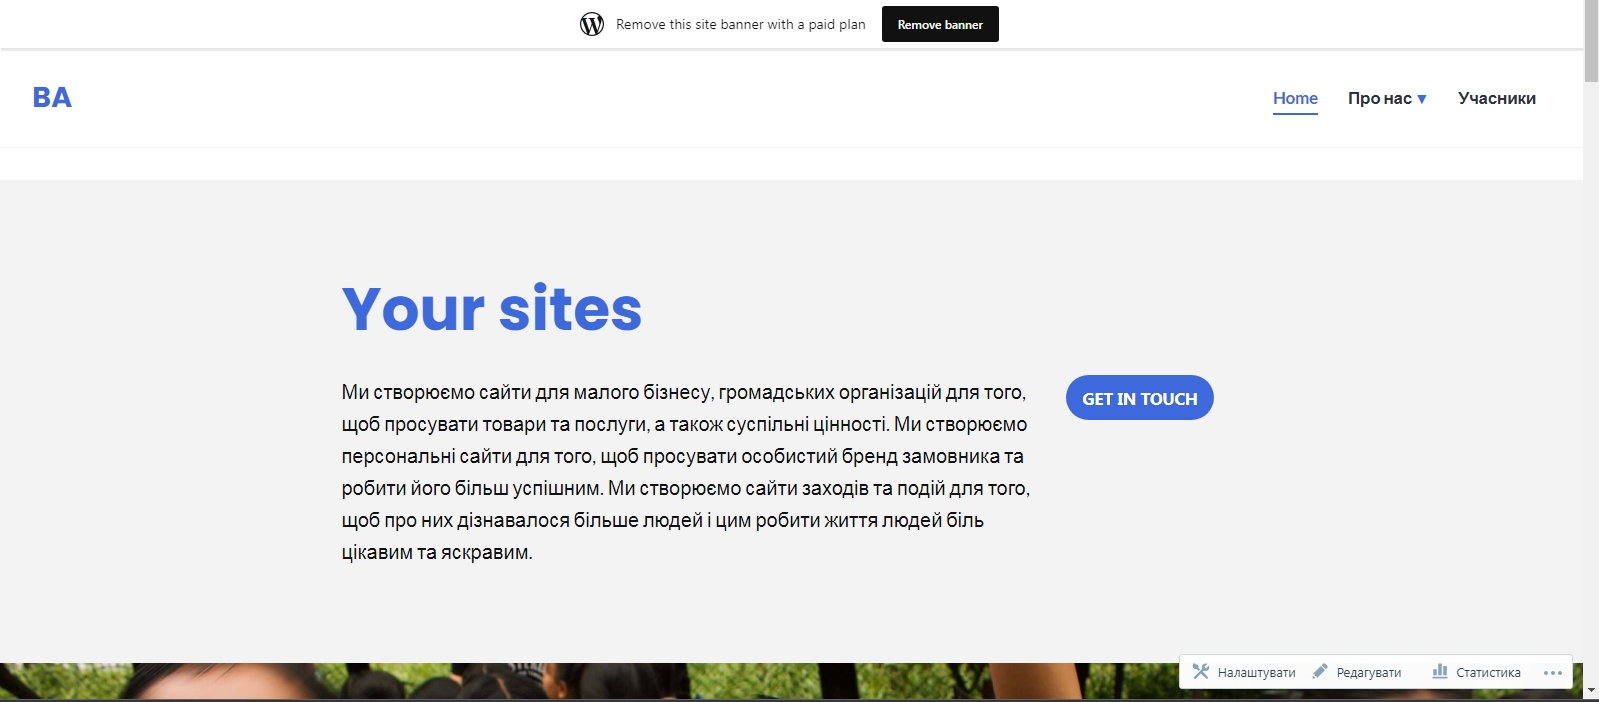 Remove this site banner with a paid plan
Remove banner
BA
Home
Про нас ▼
Учасники
Your sites
Ми створюємо сайти для малого бізнесу, громадських організацій для того,
щоб просувати товари та послуги, а також суспільні цінності. Ми створюємо
персональні сайти для того, щоб просувати особистий бренд замовника та
робити його більш успішним. Ми створюємо сайти заходів та подій для того,
щоб про них дізнавалося більше людей і цим робити життя людей біль
цікавим та яскравим.
GET IN TOUCH
Налаштувати
Редагувати
Статистика